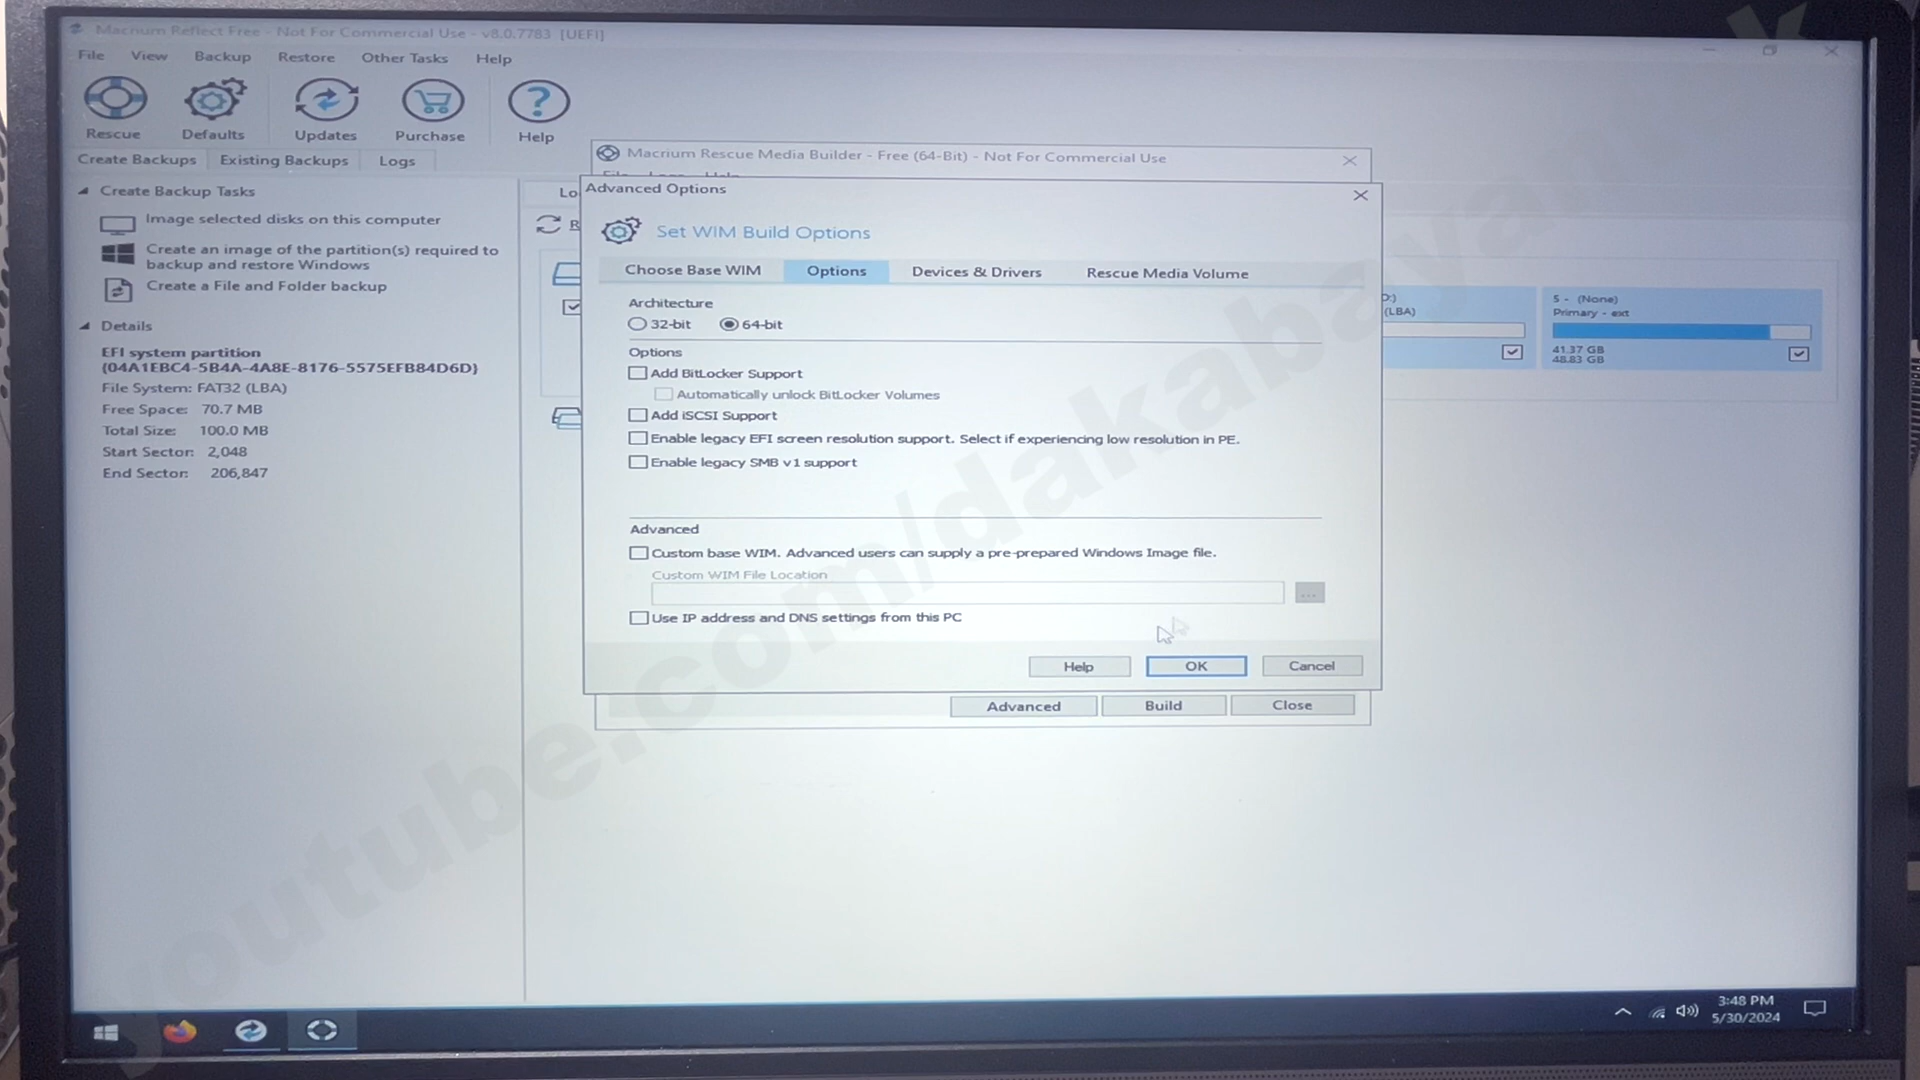 Macrium Reflect Free - Not For Commercial Use - v8.0.7783 [UEFI]
File View Backup Restore Other Tasks Help
Rescue Defaults Updates Purchase Help
Create Backups Existing Backups Logs
Create Backup Tasks
Image selected disks on this computer
Create an image of the partition(s) required to
backup and restore Windows
Create a File and Folder backup
Details
EFI system partition
{04A1EBC4-5B4A-4A8E-8176-5575EFB84D6D}
File System: FAT32 (LBA)
Free Space: 70.7 MB
Total Size: 100.0 MB
Start Sector: 2,048
End Sector: 206,847
Macrium Rescue Media Builder - Free (64-Bit) - Not For Commercial Use
Advanced Options
Set WIM Build Options
Choose Base WIM Options Devices & Drivers Rescue Media Volume
Architecture
32-bit 64-bit
Options
Add BitLocker Support
Automatically unlock BitLocker Volumes
Add iSCSI Support
Enable legacy EFI screen resolution support. Select if experiencing low resolution in PE.
Enable legacy SMB v1 support
Advanced
Custom base WIM. Advanced users can supply a pre-prepared Windows Image file.
Custom WIM File Location
...
Use IP address and DNS settings from this PC
Help OK Cancel
Advanced Build Close
(LBA)
5 - (None)
Primary - ext
41.37 GB
48.83 GB
3:48 PM
5/30/2024